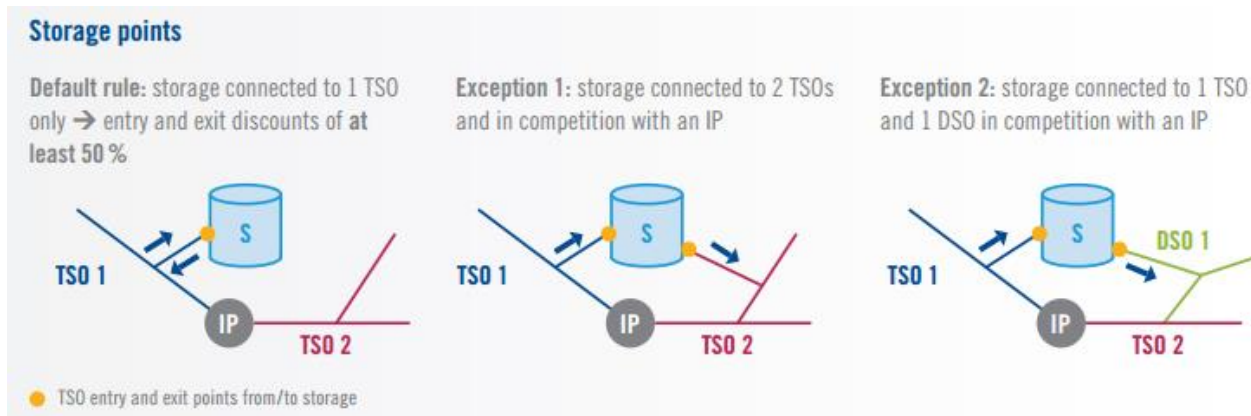 Storage points
Default rule: storage connected to 1 TSO
only → entry and exit discounts of at
least 50 %
Exception 1: storage connected to 2 TSOs
and in competition with an IP
Exception 2: storage connected to 1 TSO
and 1 DSO in competition with an IP
S
TSO 1
IP
TSO 2
S
TSO 1
IP
TSO 2
S
DSO 1
TSO 1
IP
TSO 2
TSO entry and exit points from/to storage